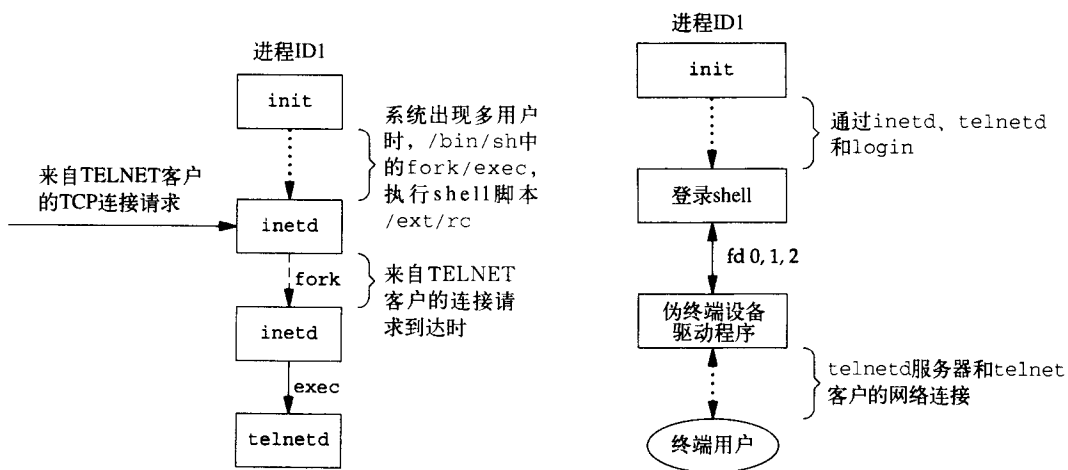 进程ID1
init
系统出现多用户
时，/bin/sh中
的fork/exec，
执行shell脚本
/ext/rc
来自TELNET客户
的TCP连接请求
inetd
fork
来自TELNET
客户的连接请
求到达时
inetd
exec
telnetd
进程ID1
init
通过inetd、telnetd
和login
登录shell
fd 0, 1, 2
伪终端设备
驱动程序
telnetd服务器和telnet
客户的网络连接
终端用户